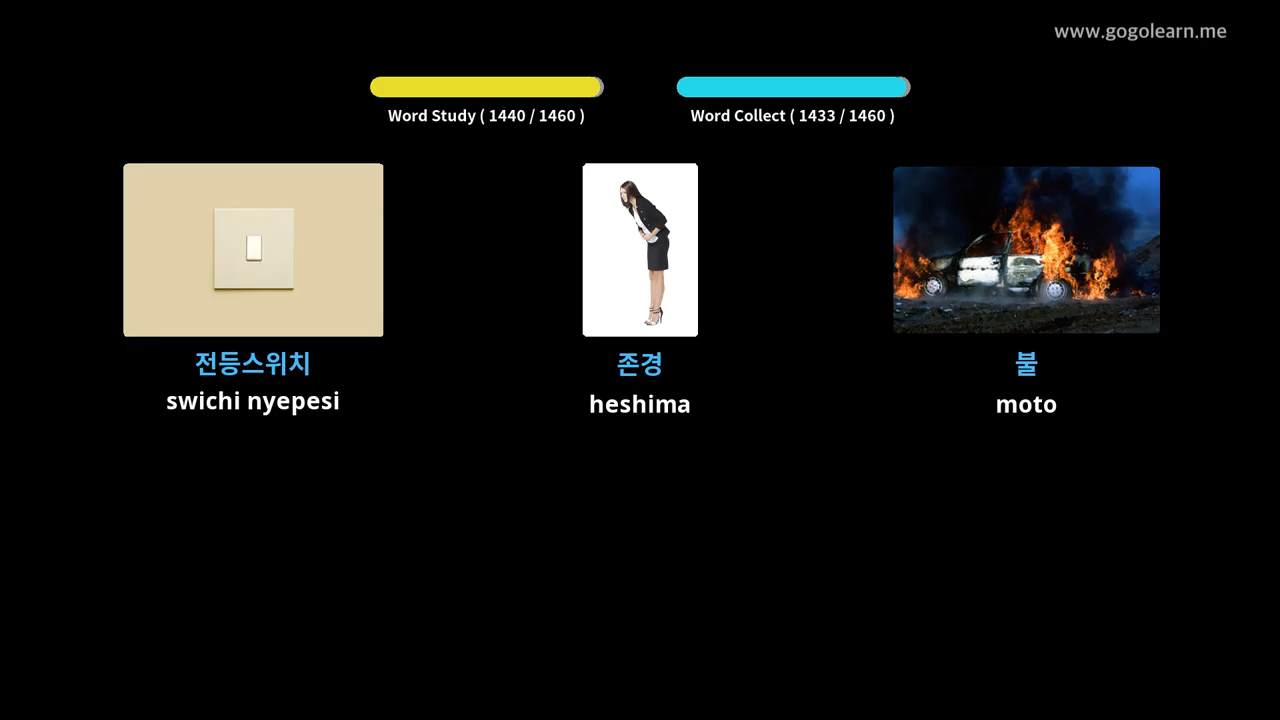 www.gogolearn.me
Word Study ( 1440 / 1460 )
Word Collect ( 1433 / 1460 )
전등스위치
swichi nyepesi
존경
heshima
불
moto